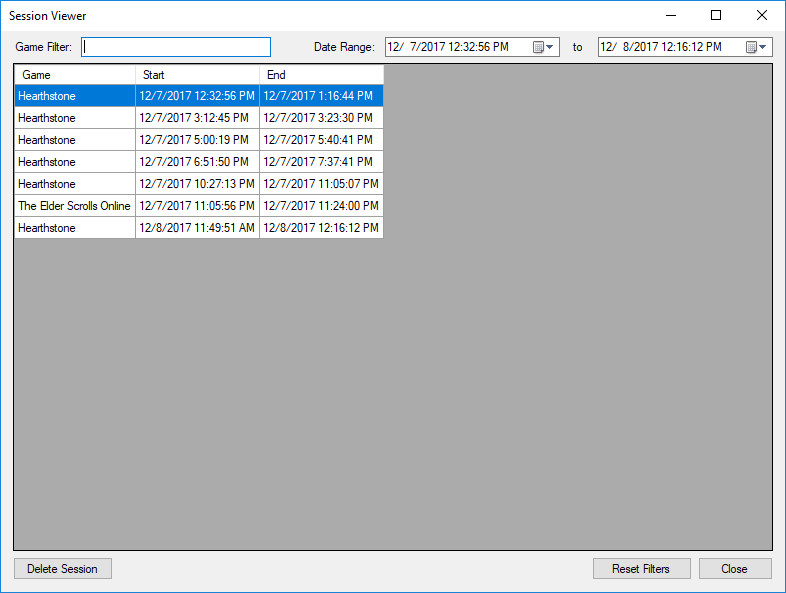 Session Viewer
Game Filter: Date Range: 12/ 7/2017 12:32:56 PM to 12/ 8/2017 12:16:12 PM
Game Start End
Hearthstone 12/7/2017 12:32:56 PM 12/7/2017 1:16:44 PM
Hearthstone 12/7/2017 3:12:45 PM 12/7/2017 3:23:30 PM
Hearthstone 12/7/2017 5:00:19 PM 12/7/2017 5:40:41 PM
Hearthstone 12/7/2017 6:51:50 PM 12/7/2017 7:37:41 PM
Hearthstone 12/7/2017 10:27:13 PM 12/7/2017 11:05:07 PM
The Elder Scrolls Online 12/7/2017 11:05:56 PM 12/7/2017 11:24:00 PM
Hearthstone 12/8/2017 11:49:51 AM 12/8/2017 12:16:12 PM
Delete Session Reset Filters Close